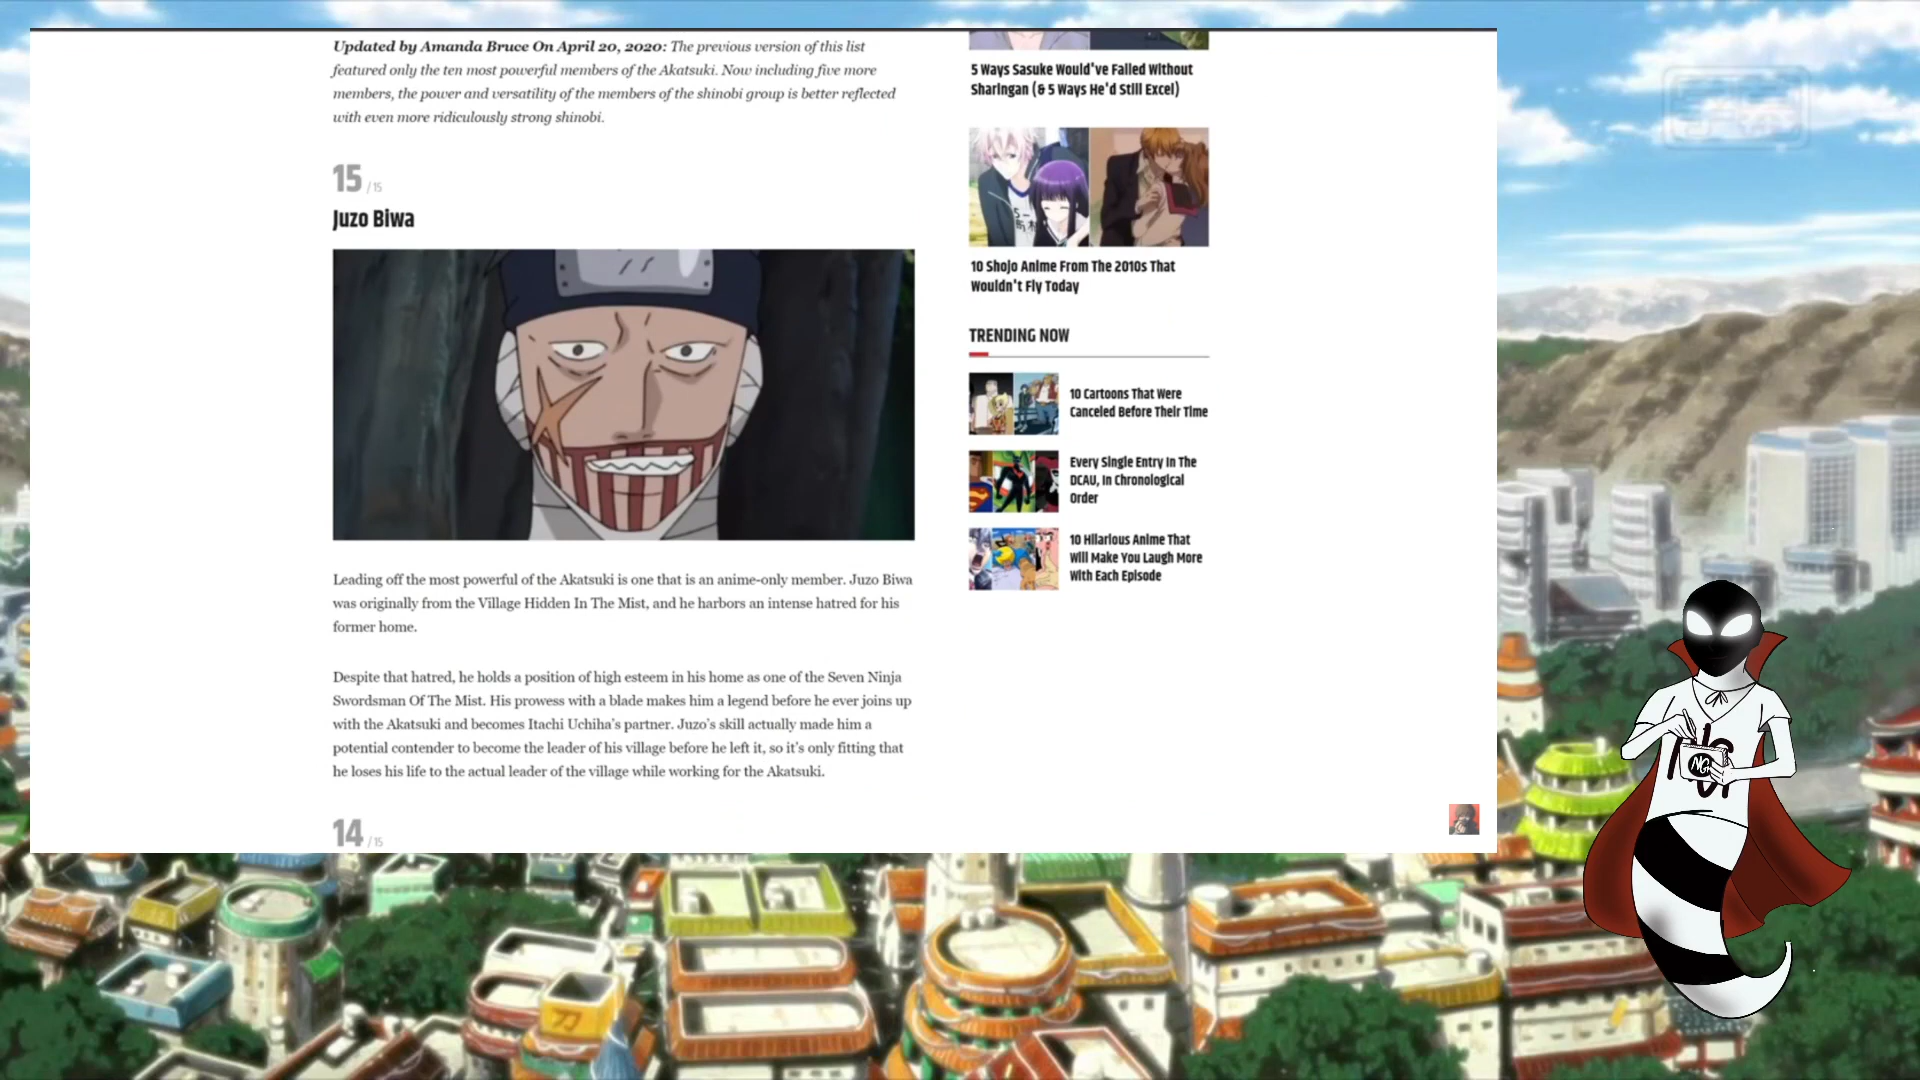 Updated by Amanda Bruce On April 20, 2020: The previous version of this list
featured only the ten most powerful members of the Akatsuki. Now including five more
members, the power and versatility of the members of the shinobi group is better reflected
with even more ridiculously strong shinobi.
15 / 15
Juzo Biwa
Leading off the most powerful of the Akatsuki is one that is an anime-only member. Juzo Biwa
was originally from the Village Hidden In The Mist, and he harbors an intense hatred for his
former home.
Despite that hatred, he holds a position of high esteem in his home as one of the Seven Ninja
Swordsman Of The Mist. His prowess with a blade makes him a legend before he ever joins up
with the Akatsuki and becomes Itachi Uchiha's partner. Juzo's skill actually made him a
potential contender to become the leader of his village before he left it, so it's only fitting that
he loses his life to the actual leader of the village while working for the Akatsuki.
14 / 15
5 Ways Sasuke Would've Failed Without
Sharingan (& 5 Ways He'd Still Excel)
10 Shojo Anime From The 2010s That
Wouldn't Fly Today
TRENDING NOW
10 Cartoons That Were
Canceled Before Their Time
Every Single Entry In The
DCAU, In Chronological
Order
10 Hilarious Anime That
Will Make You Laugh More
With Each Episode
NG